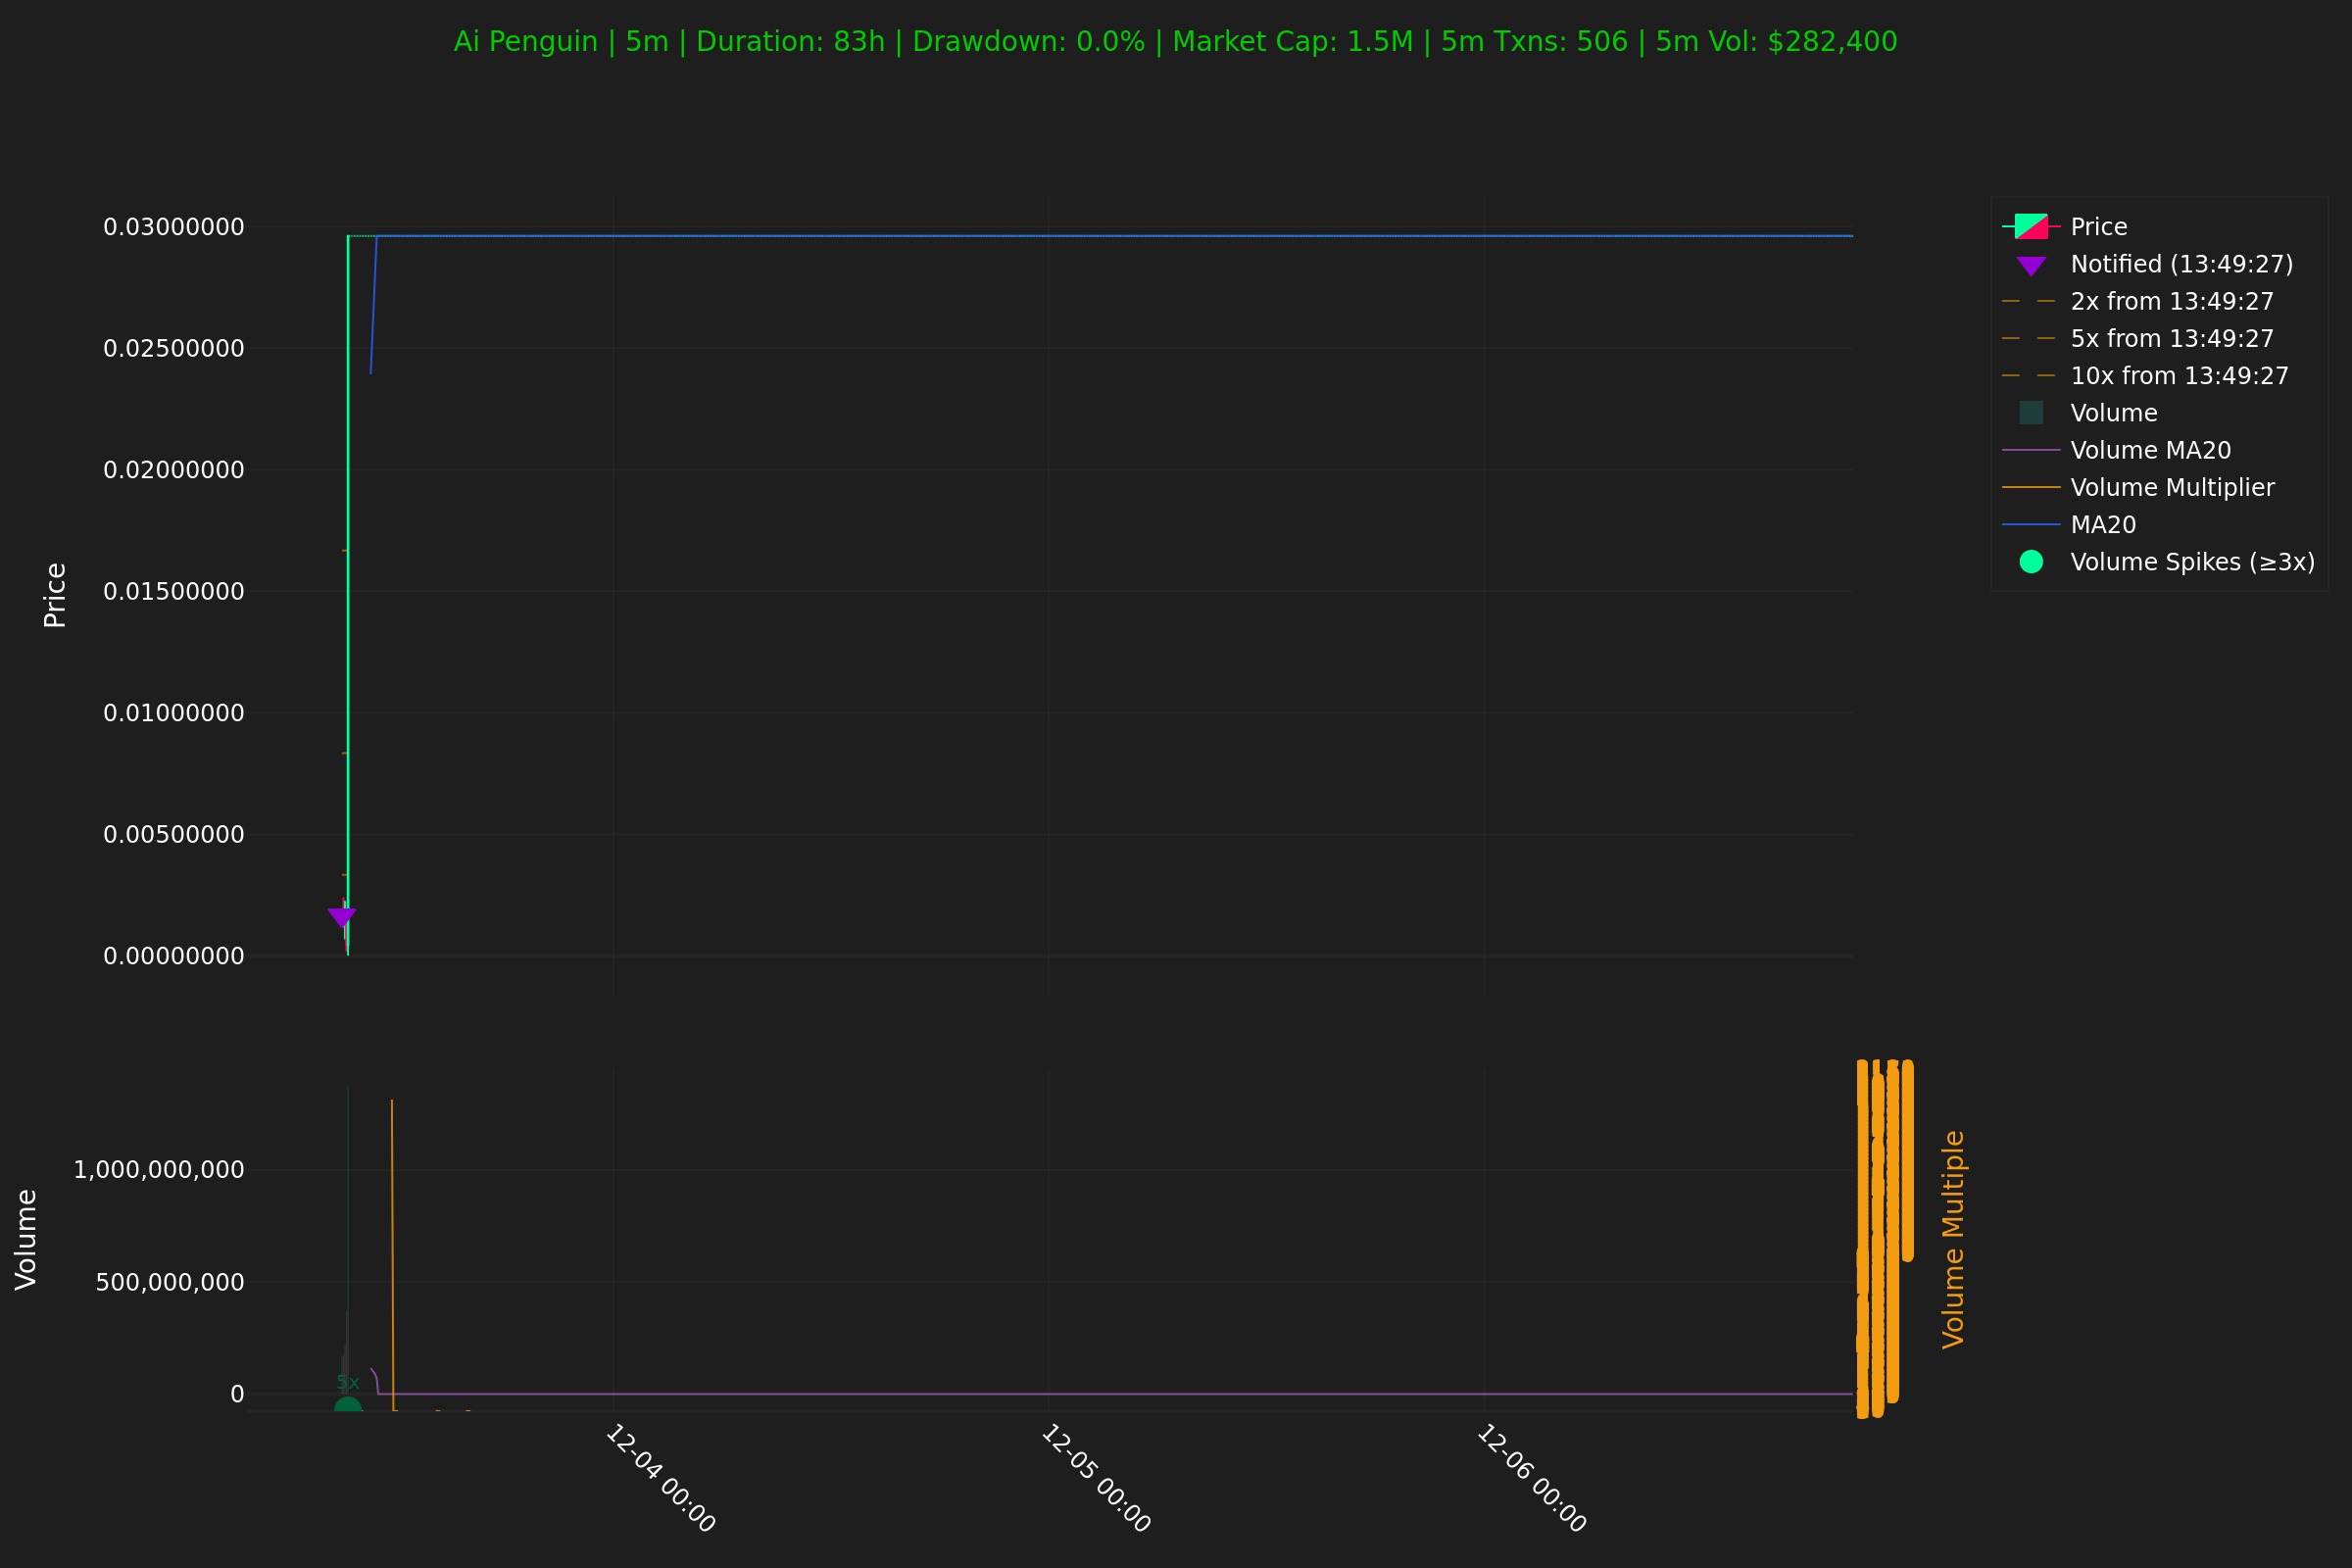 Ai Penguin | 5m | Duration: 83h | Drawdown: 0.0% | Market Cap: 1.5M | 5m Txns: 506 | 5m Vol: $282,400
Price
0.03000000
0.02500000
0.02000000
0.01500000
0.01000000
0.00500000
0.00000000
Price
Notified (13:49:27)
2x from 13:49:27
5x from 13:49:27
10x from 13:49:27
Volume
Volume MA20
Volume Multiplier
MA20
Volume Spikes (≥3x)
Volume
1,000,000,000
500,000,000
0
5x
Volume Multiple
12-04 00:00
12-05 00:00
12-06 00:00